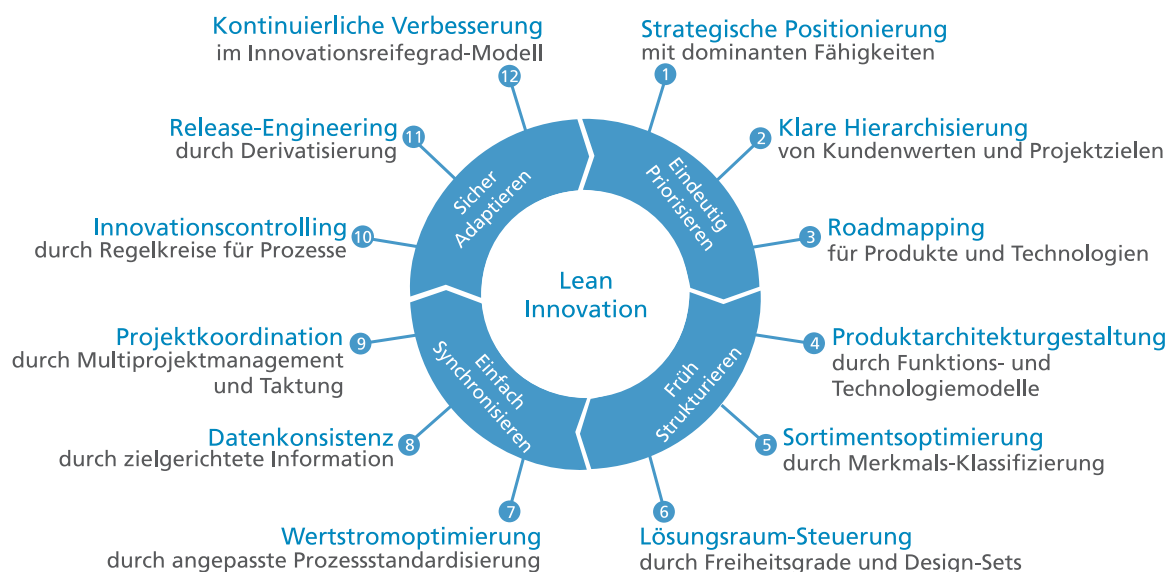 Strategische Positionierung
mit dominanten Fähigkeiten
1
2
Klare Hierarchisierung
von Kundenwerten und Projektzielen
3
Roadmapping
für Produkte und Technologien
4
Produktarchitekturgestaltung
durch Funktions- und
Technologiemodelle
5
Sortimentsoptimierung
durch Merkmals-Klassifizierung
6
Lösungsraum-Steuerung
durch Freiheitsgrade und Design-Sets
7
Wertstromoptimierung
durch angepasste Prozessstandardisierung
8
Datenkonsistenz
durch zielgerichtete Information
9
Projektkoordination
durch Multiprojektmanagement
und Taktung
10
Innovationscontrolling
durch Regelkreise für Prozesse
11
Release-Engineering
durch Derivatisierung
12
Kontinuierliche Verbesserung
im Innovationsreifegrad-Modell
Eindeutig
Priorisieren
Früh
Strukturieren
Einfach
Synchronisieren
Sicher
Adaptieren
Lean
Innovation